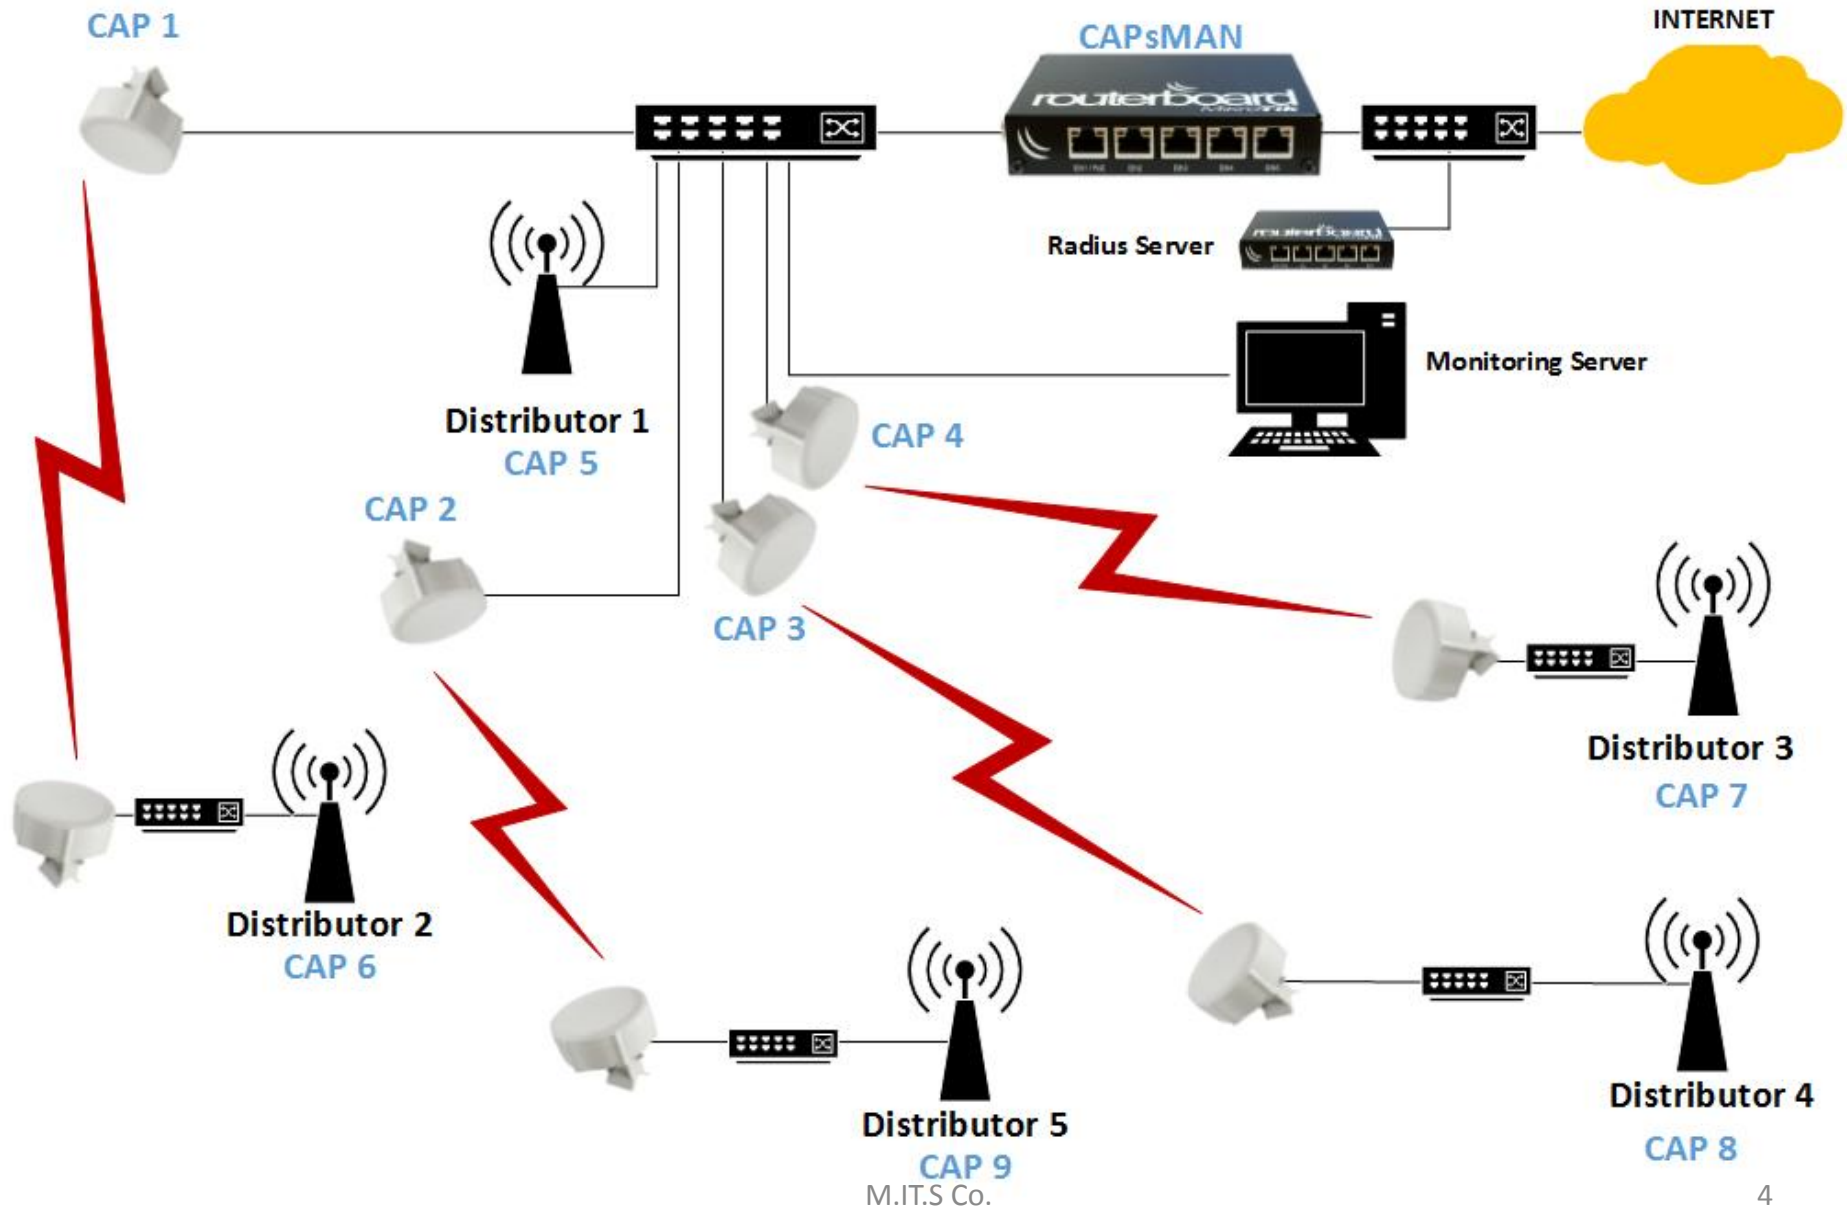 CAP 1
CAPsMAN
INTERNET
routerboard
Radius Server
Monitoring Server
Distributor 1
CAP 5
CAP 4
CAP 2
CAP 3
Distributor 3
CAP 7
Distributor 2
CAP 6
Distributor 4
CAP 8
Distributor 5
CAP 9
M.IT.S Co.
4